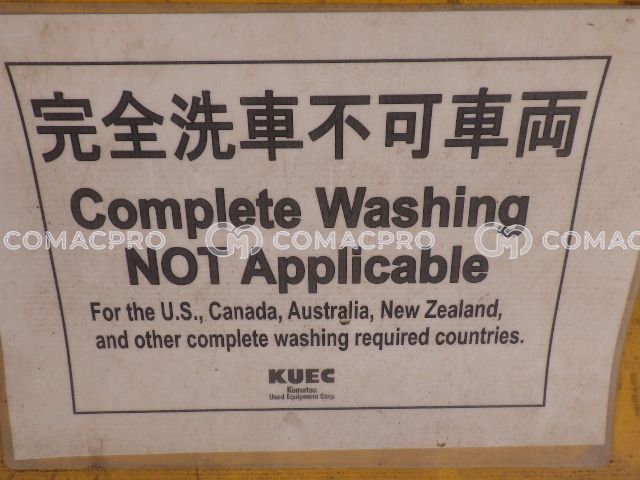 完全洗車不可車両
Complete Washing
COMACPRO COMACPRO COMACPRO
NOT Applicable
For the U.S., Canada, Australia, New Zealand,
and other complete washing required countries.
KUEC
Komatsu
Used Equipment Corp.